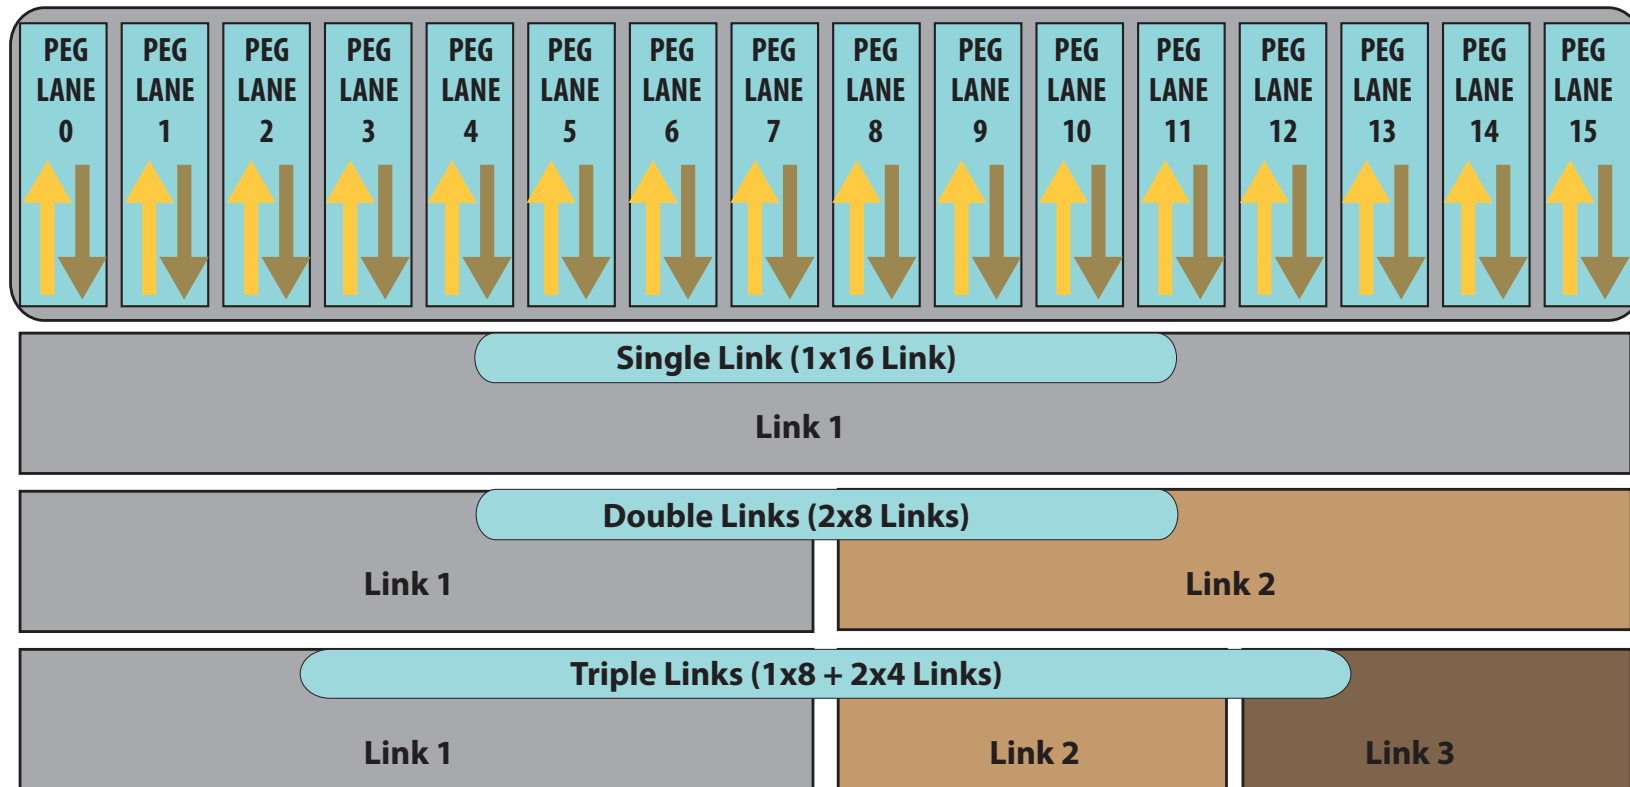 PEG PEG PEG PEG PEG PEG PEG PEG PEG PEG PEG PEG PEG PEG PEG PEG
LANE LANE LANE LANE LANE LANE LANE LANE LANE LANE LANE LANE LANE LANE LANE LANE
0 1 2 3 4 5 6 7 8 9 10 11 12 13 14 15
Single Link (1x16 Link)
Link 1
Double Links (2x8 Links)
Link 1 Link 2
Triple Links (1x8 + 2x4 Links)
Link 1 Link 2 Link 3